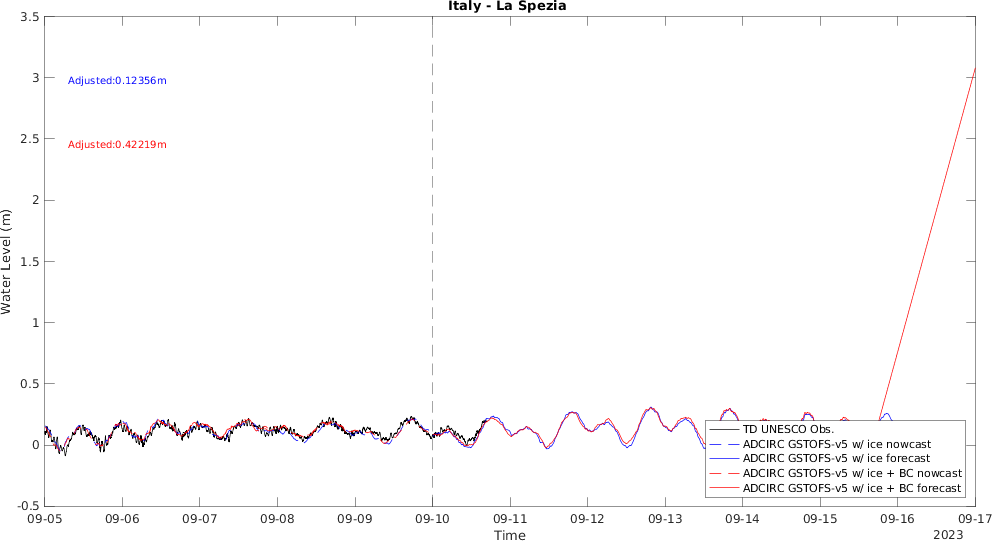 Italy - La Spezia
3.5
3
2.5
2
1.5
1
0.5
0
-0.5
Water Level (m)
Adjusted:0.12356m
Adjusted:0.42219m
TD UNESCO Obs.
ADCIRC GSTOFS-v5 w/ ice nowcast
ADCIRC GSTOFS-v5 w/ ice forecast
ADCIRC GSTOFS-v5 w/ ice + BC nowcast
ADCIRC GSTOFS-v5 w/ ice + BC forecast
09-05 09-06 09-07 09-08 09-09 09-10 09-11 09-12 09-13 09-14 09-15 09-16 09-17
Time
2023